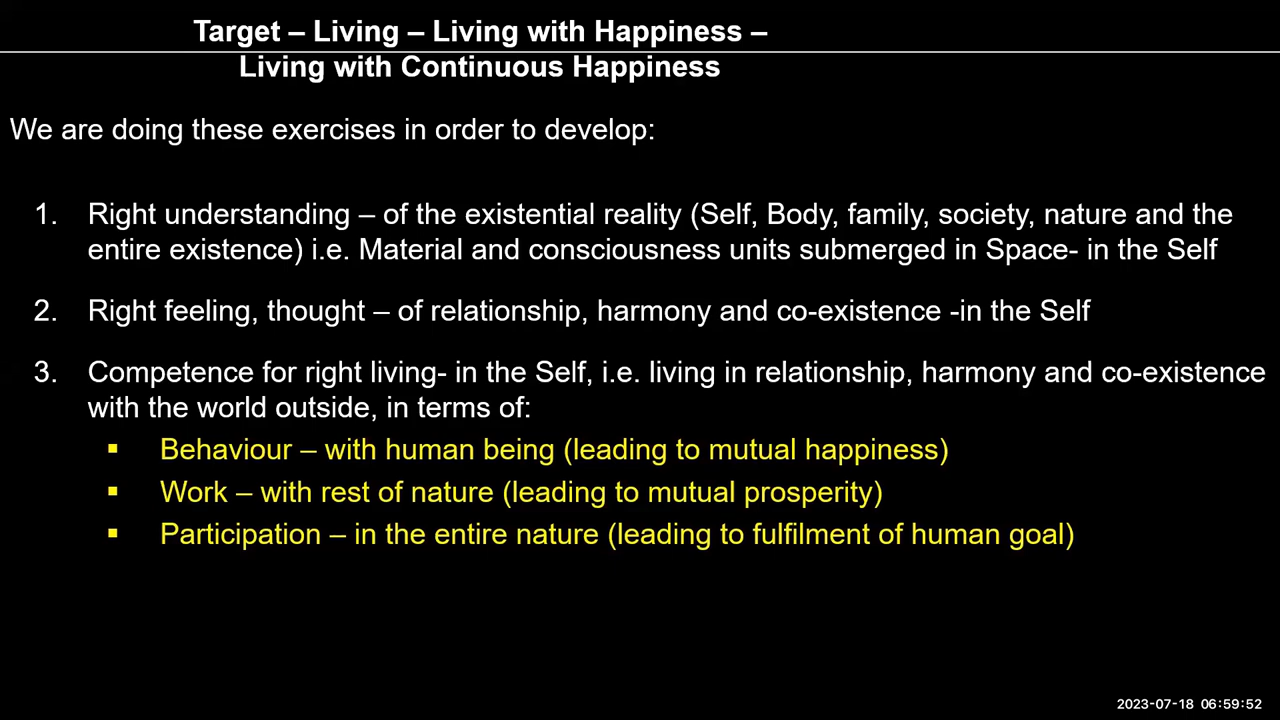 Target – Living – Living with Happiness –
Living with Continuous Happiness
We are doing these exercises in order to develop:
1. Right understanding – of the existential reality (Self, Body, family, society, nature and the
entire existence) i.e. Material and consciousness units submerged in Space- in the Self
2. Right feeling, thought – of relationship, harmony and co-existence -in the Self
3. Competence for right living- in the Self, i.e. living in relationship, harmony and co-existence
with the world outside, in terms of:
▪ Behaviour – with human being (leading to mutual happiness)
▪ Work – with rest of nature (leading to mutual prosperity)
▪ Participation – in the entire nature (leading to fulfilment of human goal)
2023-07-18 06:59:52